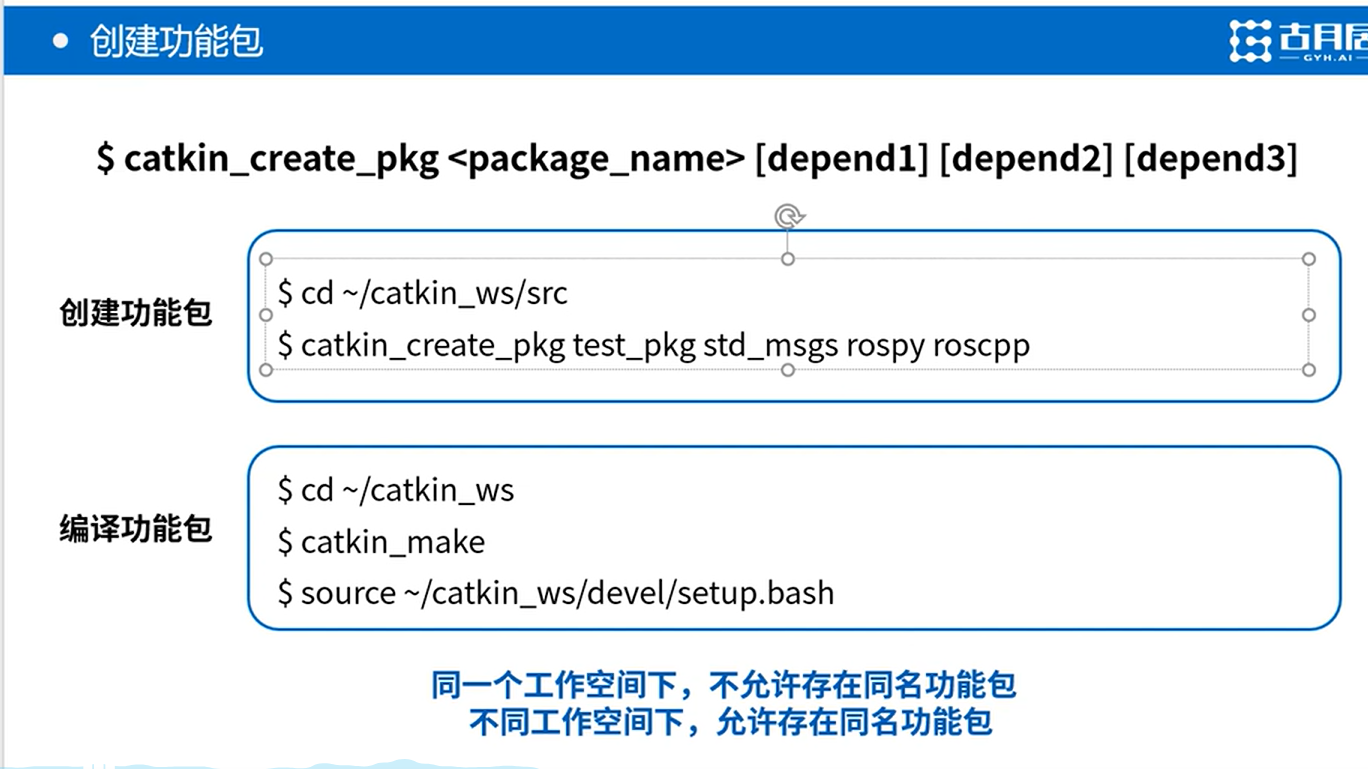 创建功能包
古月居
GYH.AI
$ catkin_create_pkg <package_name> [depend1] [depend2] [depend3]
创建功能包
$ cd ~/catkin_ws/src
$ catkin_create_pkg test_pkg std_msgs rospy roscpp
编译功能包
$ cd ~/catkin_ws
$ catkin_make
$ source ~/catkin_ws/devel/setup.bash
同一个工作空间下，不允许存在同名功能包
不同工作空间下，允许存在同名功能包